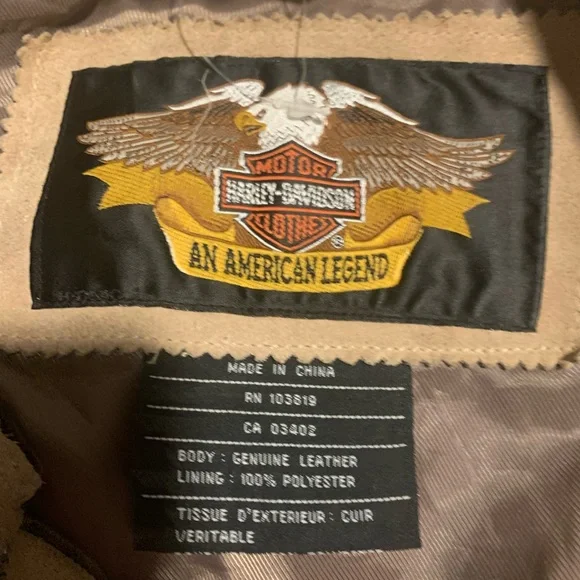 MOTOR
HARLEY-DAVIDSON
CLOTHES
®
AN AMERICAN LEGEND
MADE IN CHINA
RN 103819
CA 03402
BODY : GENUINE LEATHER
LINING : 100% POLYESTER
TISSUE D'EXTERIEUR : CUIR
VERITABLE